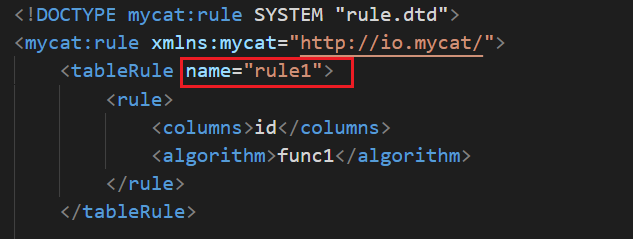 <!DOCTYPE mycat:rule SYSTEM "rule.dtd">
<mycat:rule xmlns:mycat="http://io.mycat/">
<tableRule name="rule1">
<rule>
<columns>id</columns>
<algorithm>func1</algorithm>
</rule>
</tableRule>